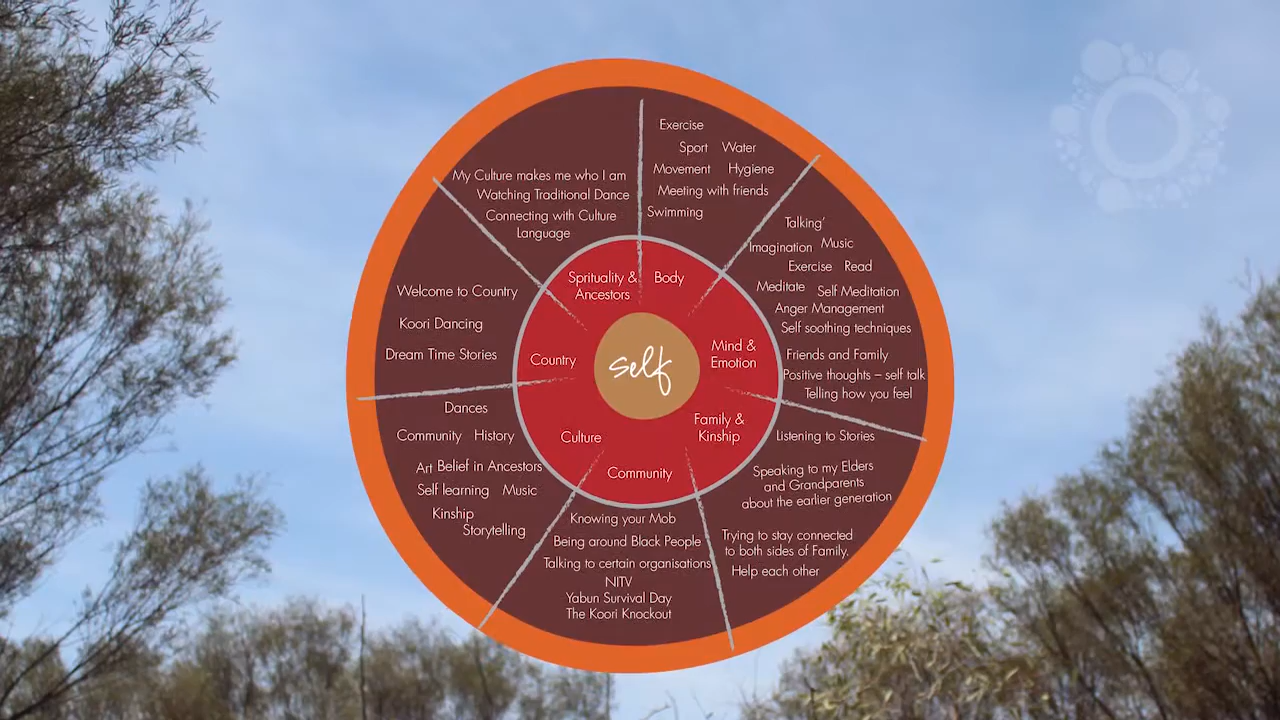 self
Body
Exercise
Sport Water
Movement Hygiene
Meeting with friends
Swimming
Mind &
Emotion
Talking’
Imagination Music
Exercise Read
Meditate Self Meditation
Anger Management
Self soothing techniques
Friends and Family
Positive thoughts – self talk
Telling how you feel
Family &
Kinship
Listening to Stories
Speaking to my Elders
and Grandparents
about the earlier generation
Trying to stay connected
to both sides of Family.
Help each other
Community
Knowing your Mob
Being around Black People
Talking to certain organisations
NITV
Yabun Survival Day
The Koori Knockout
Culture
Dances
Community History
Art Belief in Ancestors
Self learning Music
Kinship
Storytelling
Country
Welcome to Country
Koori Dancing
Dream Time Stories
Sprituality &
Ancestors
My Culture makes me who I am
Watching Traditional Dance
Connecting with Culture
Language